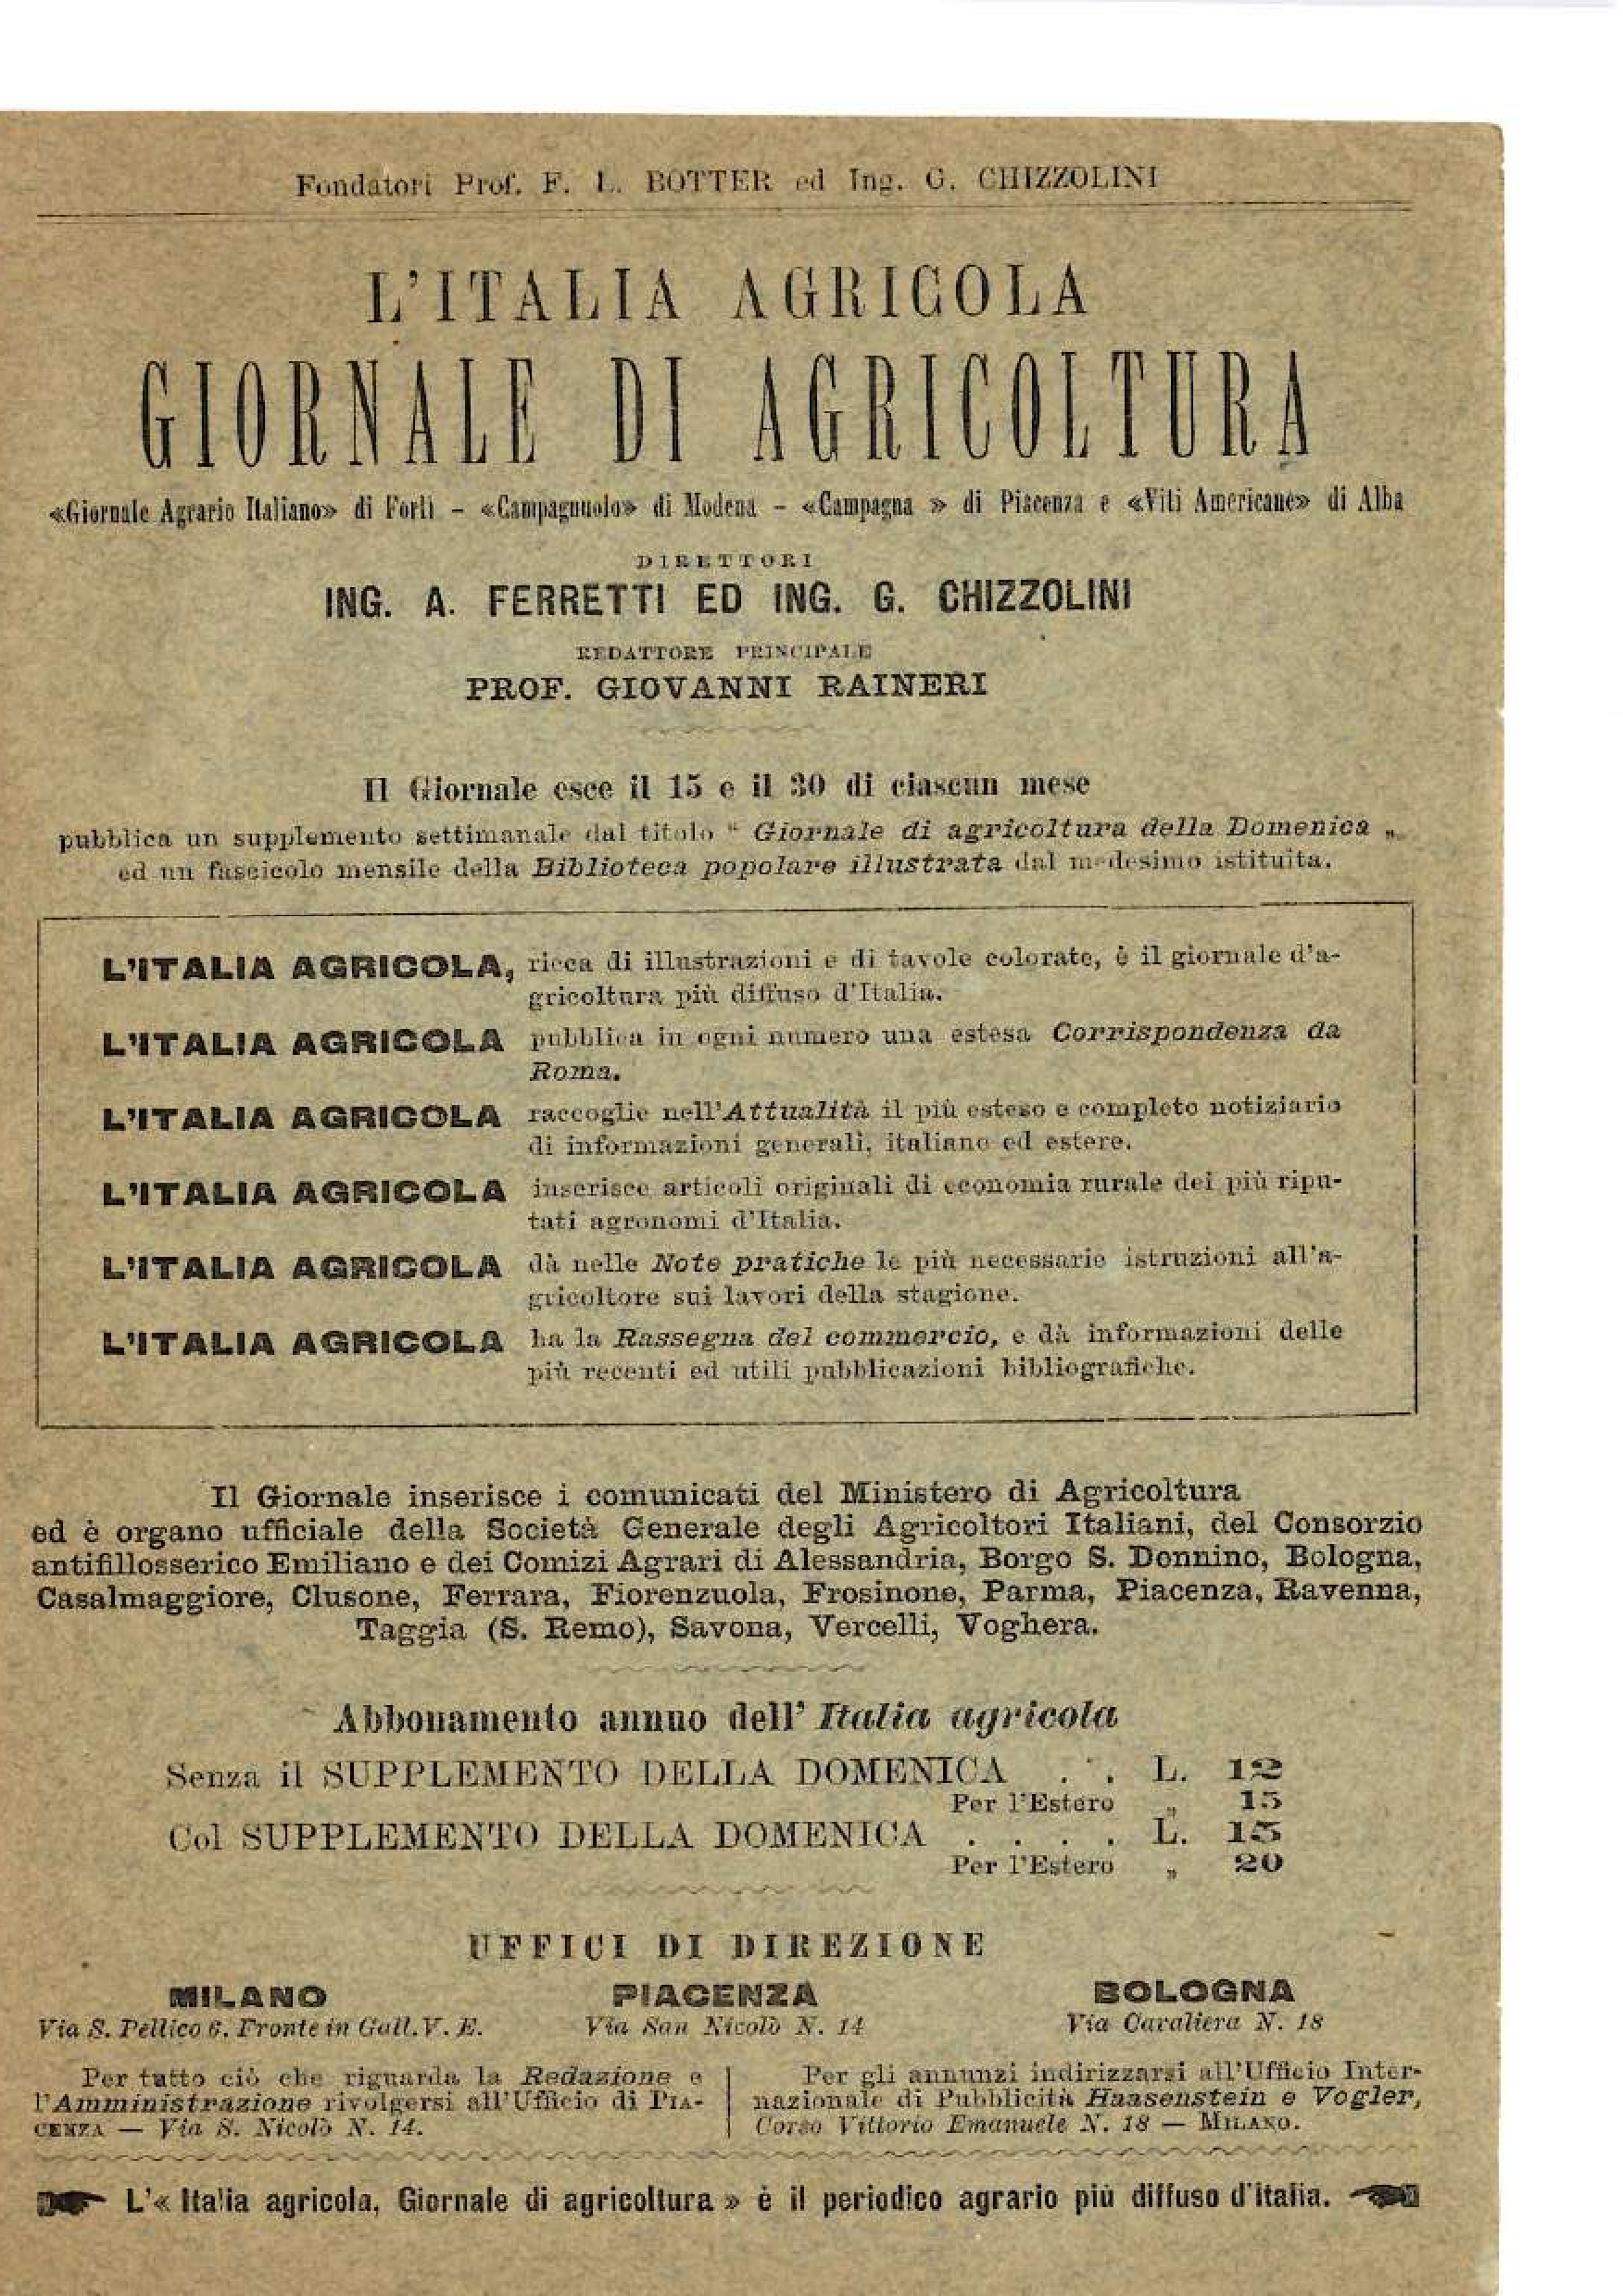 Fondatori Prof. F. L. BOTTER ed Ing. G. CHIZZOLINI
L'ITALIA AGRICOLA
GIORNALE DI AGRICOLTURA
«Giornale Agrario Italiano» di Forlì - «Campagnuolo» di Modena - «Campagna » di Piacenza e «Viti Americane» di Alba
DIRETTORI
ING. A. FERRETTI ED ING. G. CHIZZOLINI
REDATTORE PRINCIPALE
PROF. GIOVANNI RAINERI
Il Giornale esce il 15 e il 30 di ciascun mese
pubblica un supplemento settimanale dal titolo “ Giornale di agricoltura della Domenica „
ed un fascicolo mensile della Biblioteca popolare illustrata dal medesimo istituita.
L'ITALIA AGRICOLA, ricca di illustrazioni e di tavole colorate, è il giornale d'a-
gricoltura più diffuso d'Italia.
L'ITALIA AGRICOLA pubblica in ogni numero una estesa Corrispondenza da
Roma.
L'ITALIA AGRICOLA raccoglie nell'Attualità il più esteso e completo notiziario
di informazioni generali, italiane ed estere.
L'ITALIA AGRICOLA inserisce articoli originali di economia rurale dei più ripu-
tati agronomi d'Italia.
L'ITALIA AGRICOLA dà nelle Note pratiche le più necessarie istruzioni all'a-
gricoltore sui lavori della stagione.
L'ITALIA AGRICOLA ha la Rassegna del commercio, e dà informazioni delle
più recenti ed utili pubblicazioni bibliografiche.
Il Giornale inserisce i comunicati del Ministero di Agricoltura
ed è organo ufficiale della Società Generale degli Agricoltori Italiani, del Consorzio
antifillosserico Emiliano e dei Comizi Agrari di Alessandria, Borgo S. Donnino, Bologna,
Casalmaggiore, Clusone, Ferrara, Fiorenzuola, Frosinone, Parma, Piacenza, Ravenna,
Taggia (S. Remo), Savona, Vercelli, Voghera.
Abbonamento annuo dell' Italia agricola
Senza il SUPPLEMENTO DELLA DOMENICA . . L. 12
Per l'Estero „ 15
Col SUPPLEMENTO DELLA DOMENICA . . . . L. 15
Per l'Estero „ 20
UFFICI DI DIREZIONE
MILANO
Via S. Pellico 6. Fronte in Gall. V. E.
PIACENZA
Via San Nicolò N. 14
BOLOGNA
Via Cavaliera N. 18
Per tutto ciò che riguarda la Redazione e
l'Amministrazione rivolgersi all'Ufficio di PIA-
CENZA — Via S. Nicolò N. 14.
Per gli annunzi indirizzarsi all'Ufficio Inter-
nazionale di Pubblicità Haasenstein e Vogler,
Corso Vittorio Emanuele N. 18 — MILANO.
L'« Italia agricola, Giornale di agricoltura » è il periodico agrario più diffuso d'Italia.